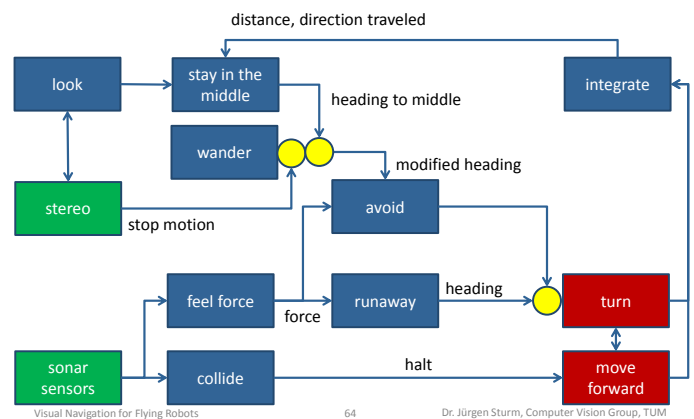 distance, direction traveled
look
stay in the
middle
integrate
heading to middle
wander
modified heading
stereo
stop motion
avoid
feel force
force
runaway
heading
turn
sonar
sensors
collide
halt
move
forward
Visual Navigation for Flying Robots
64
Dr. Jürgen Sturm, Computer Vision Group, TUM